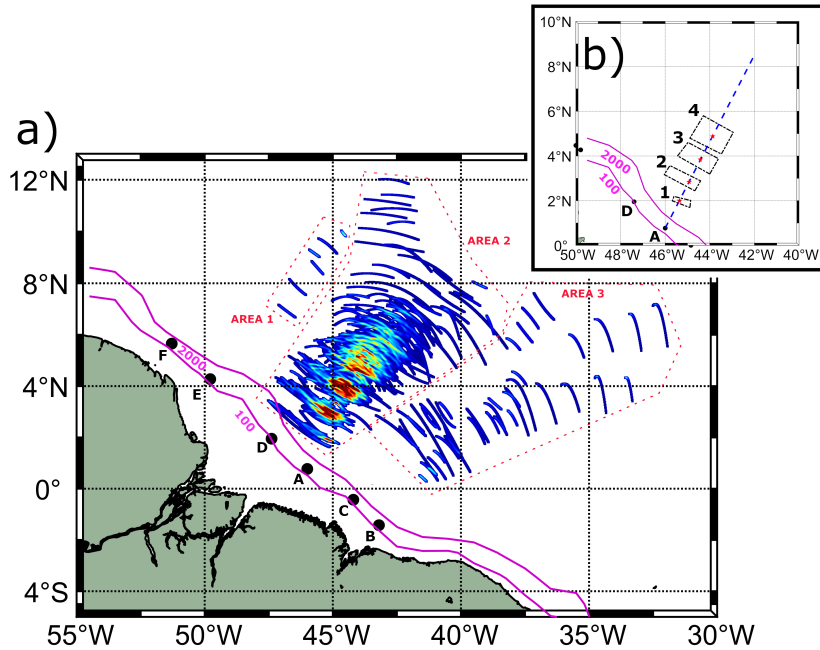 a)
12°N
8°N
4°N
0°
4°S
55°W
50°W
45°W
40°W
35°W
30°W
AREA 1
AREA 2
AREA 3
2000
100
F
E
D
A
C
B
b)
10°N
8°N
6°N
4°N
2°N
0°
50°W
48°W
46°W
44°W
42°W
40°W
4
3
2
1
2000
100
D
A